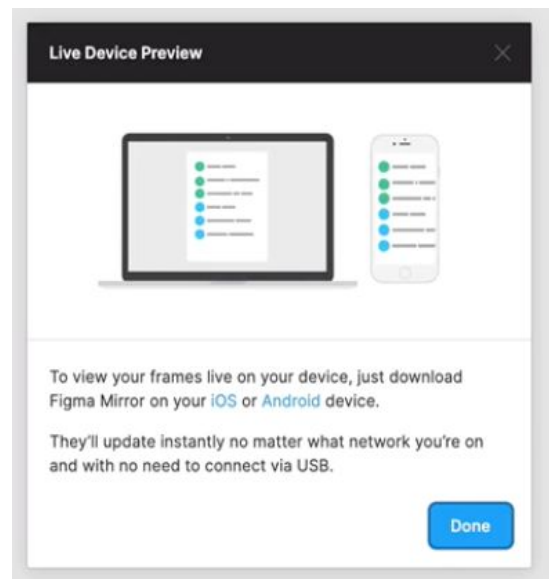 Live Device Preview
To view your frames live on your device, just download
Figma Mirror on your iOS or Android device.
They'll update instantly no matter what network you're on
and with no need to connect via USB.
Done